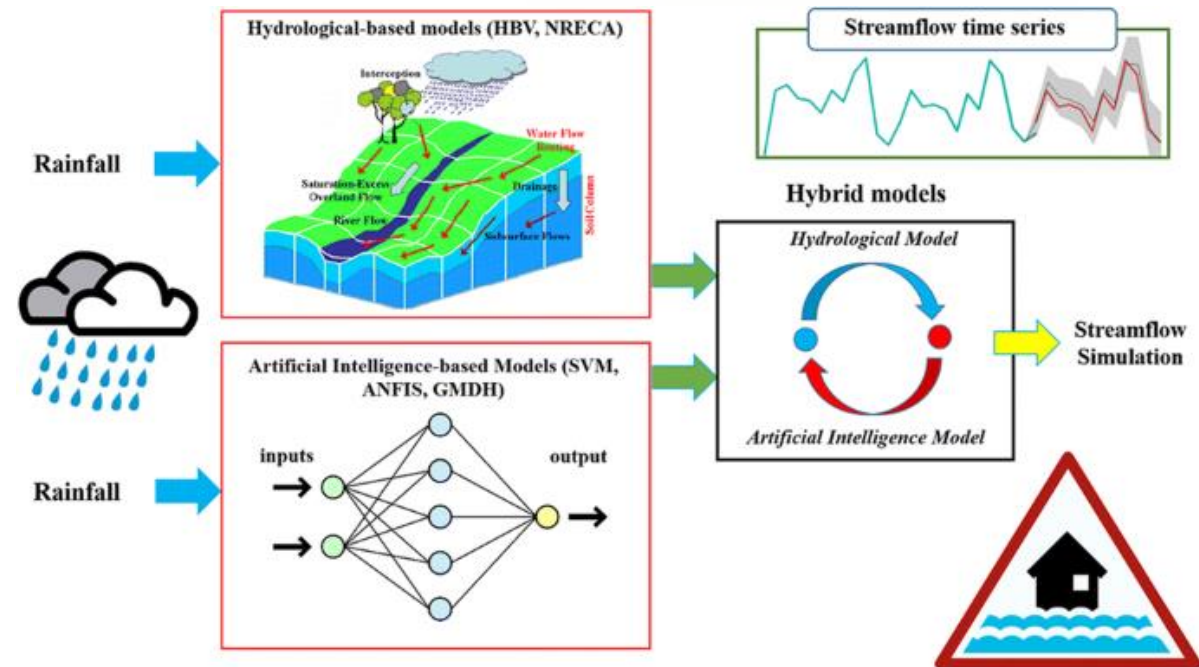 Hydrological-based models (HBV, NRECA)
Interception
Water Flow
Routing
Saturation-Excess
Overland Flow
Drainage
River Flow
Subsurface Flows
Soil Column
Rainfall
Streamflow time series
Hybrid models
Hydrological Model
Artificial Intelligence Model
Streamflow
Simulation
Artificial Intelligence-based Models (SVM,
ANFIS, GMDH)
inputs
output
Rainfall